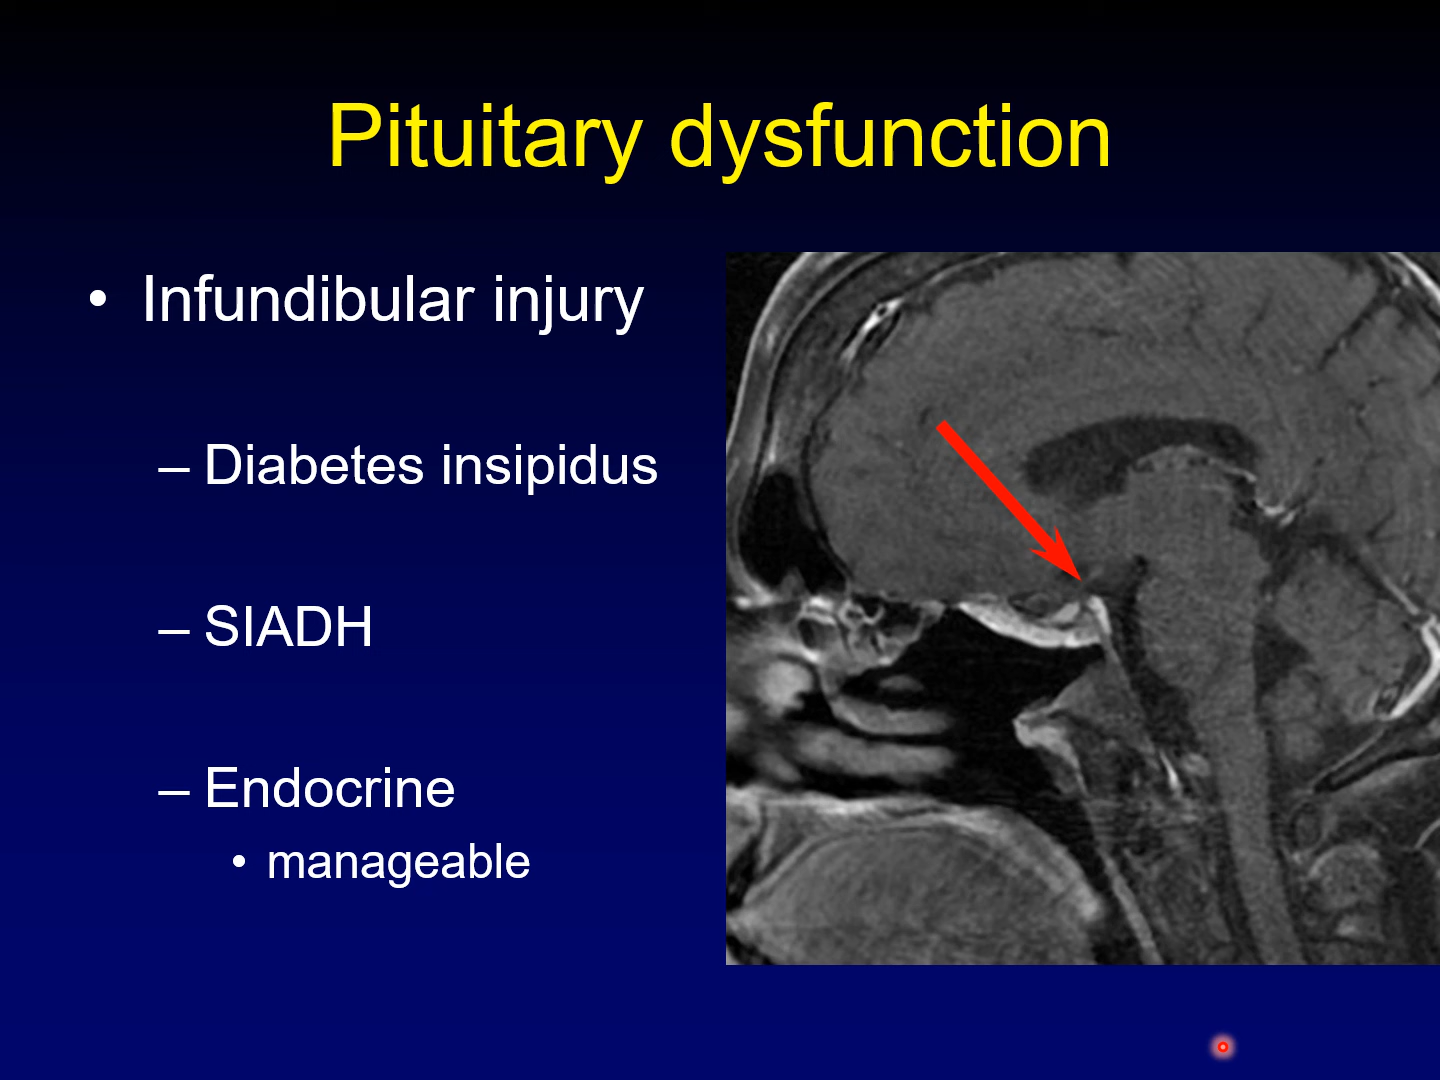 Pituitary dysfunction
• Infundibular injury
– Diabetes insipidus
– SIADH
– Endocrine
• manageable